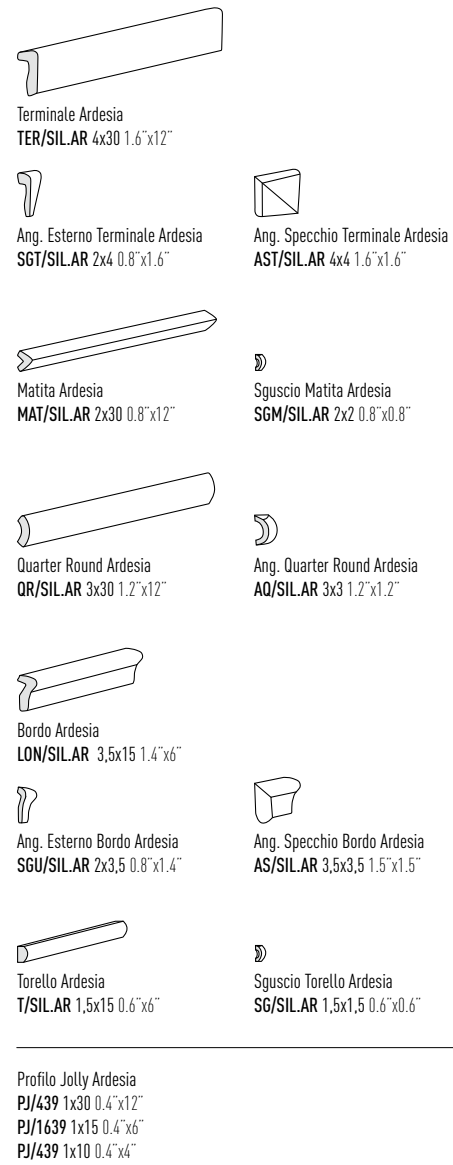 Terminale Ardesia
TER/SIL.AR 4x30 1.6¨x12¨
Ang. Esterno Terminale Ardesia
SGT/SIL.AR 2x4 0.8¨x1.6¨
Ang. Specchio Terminale Ardesia
AST/SIL.AR 4x4 1.6¨x1.6¨
Matita Ardesia
MAT/SIL.AR 2x30 0.8¨x12¨
Sguscio Matita Ardesia
SGM/SIL.AR 2x2 0.8¨x0.8¨
Quarter Round Ardesia
QR/SIL.AR 3x30 1.2¨x12¨
Ang. Quarter Round Ardesia
AQ/SIL.AR 3x3 1.2¨x1.2¨
Bordo Ardesia
LON/SIL.AR 3,5x15 1.4¨x6¨
Ang. Esterno Bordo Ardesia
SGU/SIL.AR 2x3,5 0.8¨x1.4¨
Ang. Specchio Bordo Ardesia
AS/SIL.AR 3,5x3,5 1.5¨x1.5¨
Torello Ardesia
T/SIL.AR 1,5x15 0.6¨x6¨
Sguscio Torello Ardesia
SG/SIL.AR 1,5x1,5 0.6¨x0.6¨
Profilo Jolly Ardesia
PJ/439 1x30 0.4¨x12¨
PJ/1639 1x15 0.4¨x6¨
PJ/439 1x10 0.4¨x4¨